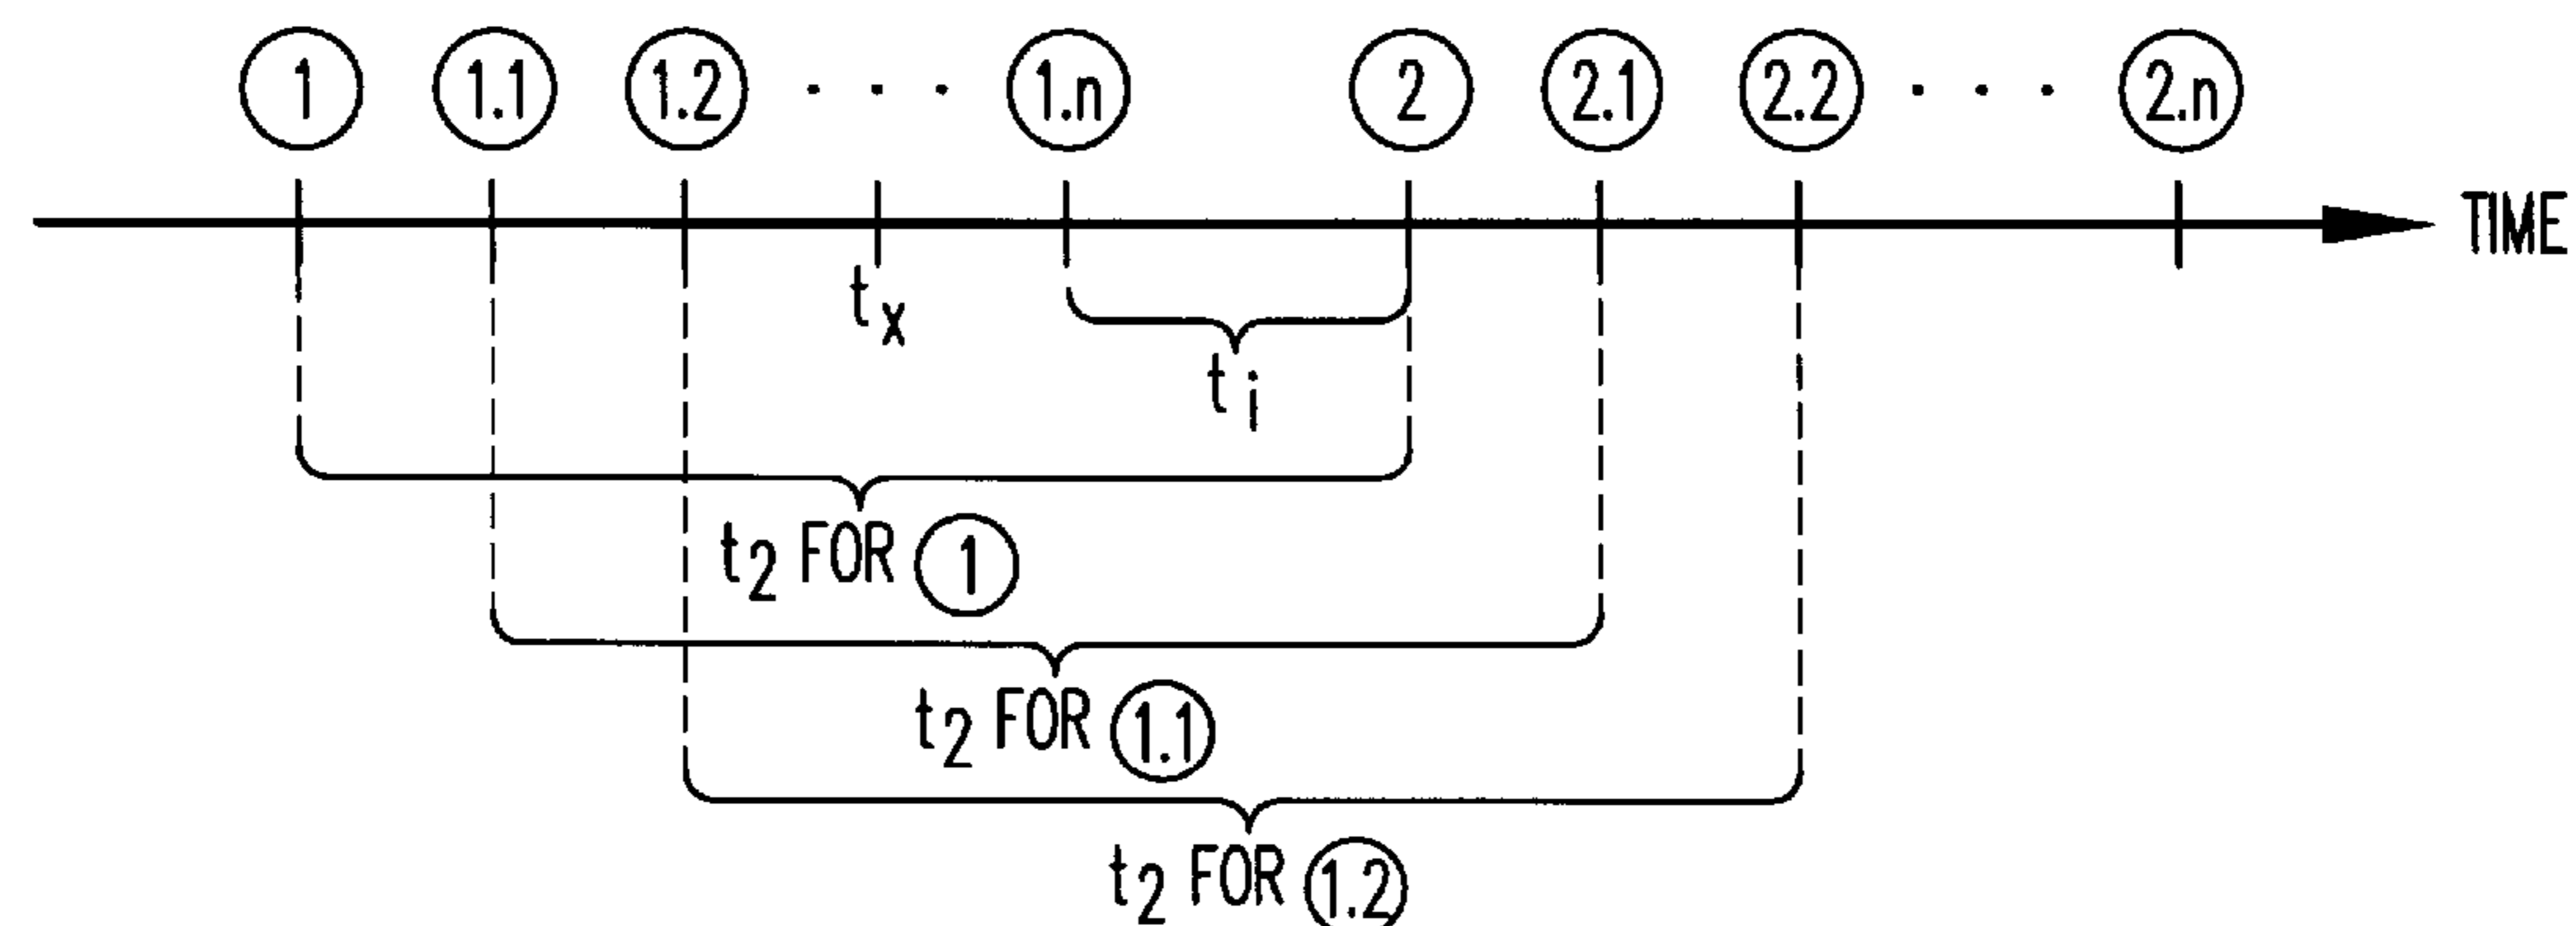 1 1.1 1.2 . . . 1.n 2 2.1 2.2 . . . 2.n
TIME
tx
ti
t2 FOR 1
t2 FOR 1.1
t2 FOR 1.2